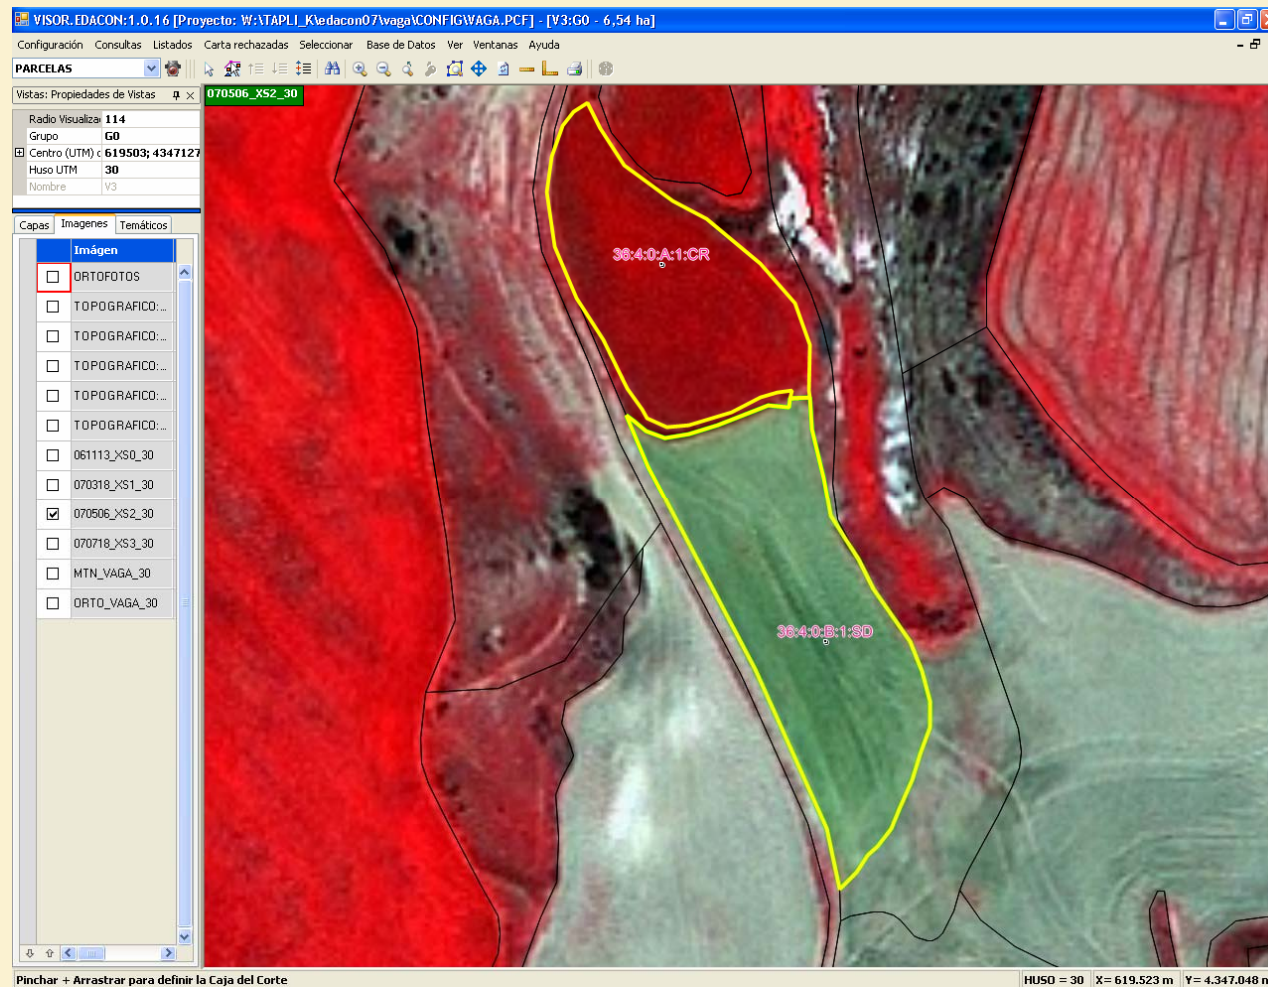 VISOR.EDACON:1.0.16 [Proyecto: W:\TAPLI_K\edacon07\vaga\CONFIG\VAGA.PCF] - [V3:G0 - 6,54 ha]
Configuración Consultas Listados Carta rechazadas Seleccionar Base de Datos Ver Ventanas Ayuda
PARCELAS
Vistas: Propiedades de Vistas
070506_XS2_30
Radio Visualiza 114
Grupo G0
Centro (UTM) c 619503; 4347127
Huso UTM 30
Nombre V3
Capas Imagenes Temáticos
Imágen
ORTOFOTOS
TOPOGRAFICO:...
TOPOGRAFICO:...
TOPOGRAFICO:...
TOPOGRAFICO:...
TOPOGRAFICO:...
061113_XS0_30
070318_XS1_30
070506_XS2_30
070718_XS3_30
MTN_VAGA_30
ORTO_VAGA_30
36:4:0:A:1:CR
36:4:0:B:1:SD
Pinchar + Arrastrar para definir la Caja del Corte
HUSO = 30 X= 619.523 m Y= 4.347.048 m